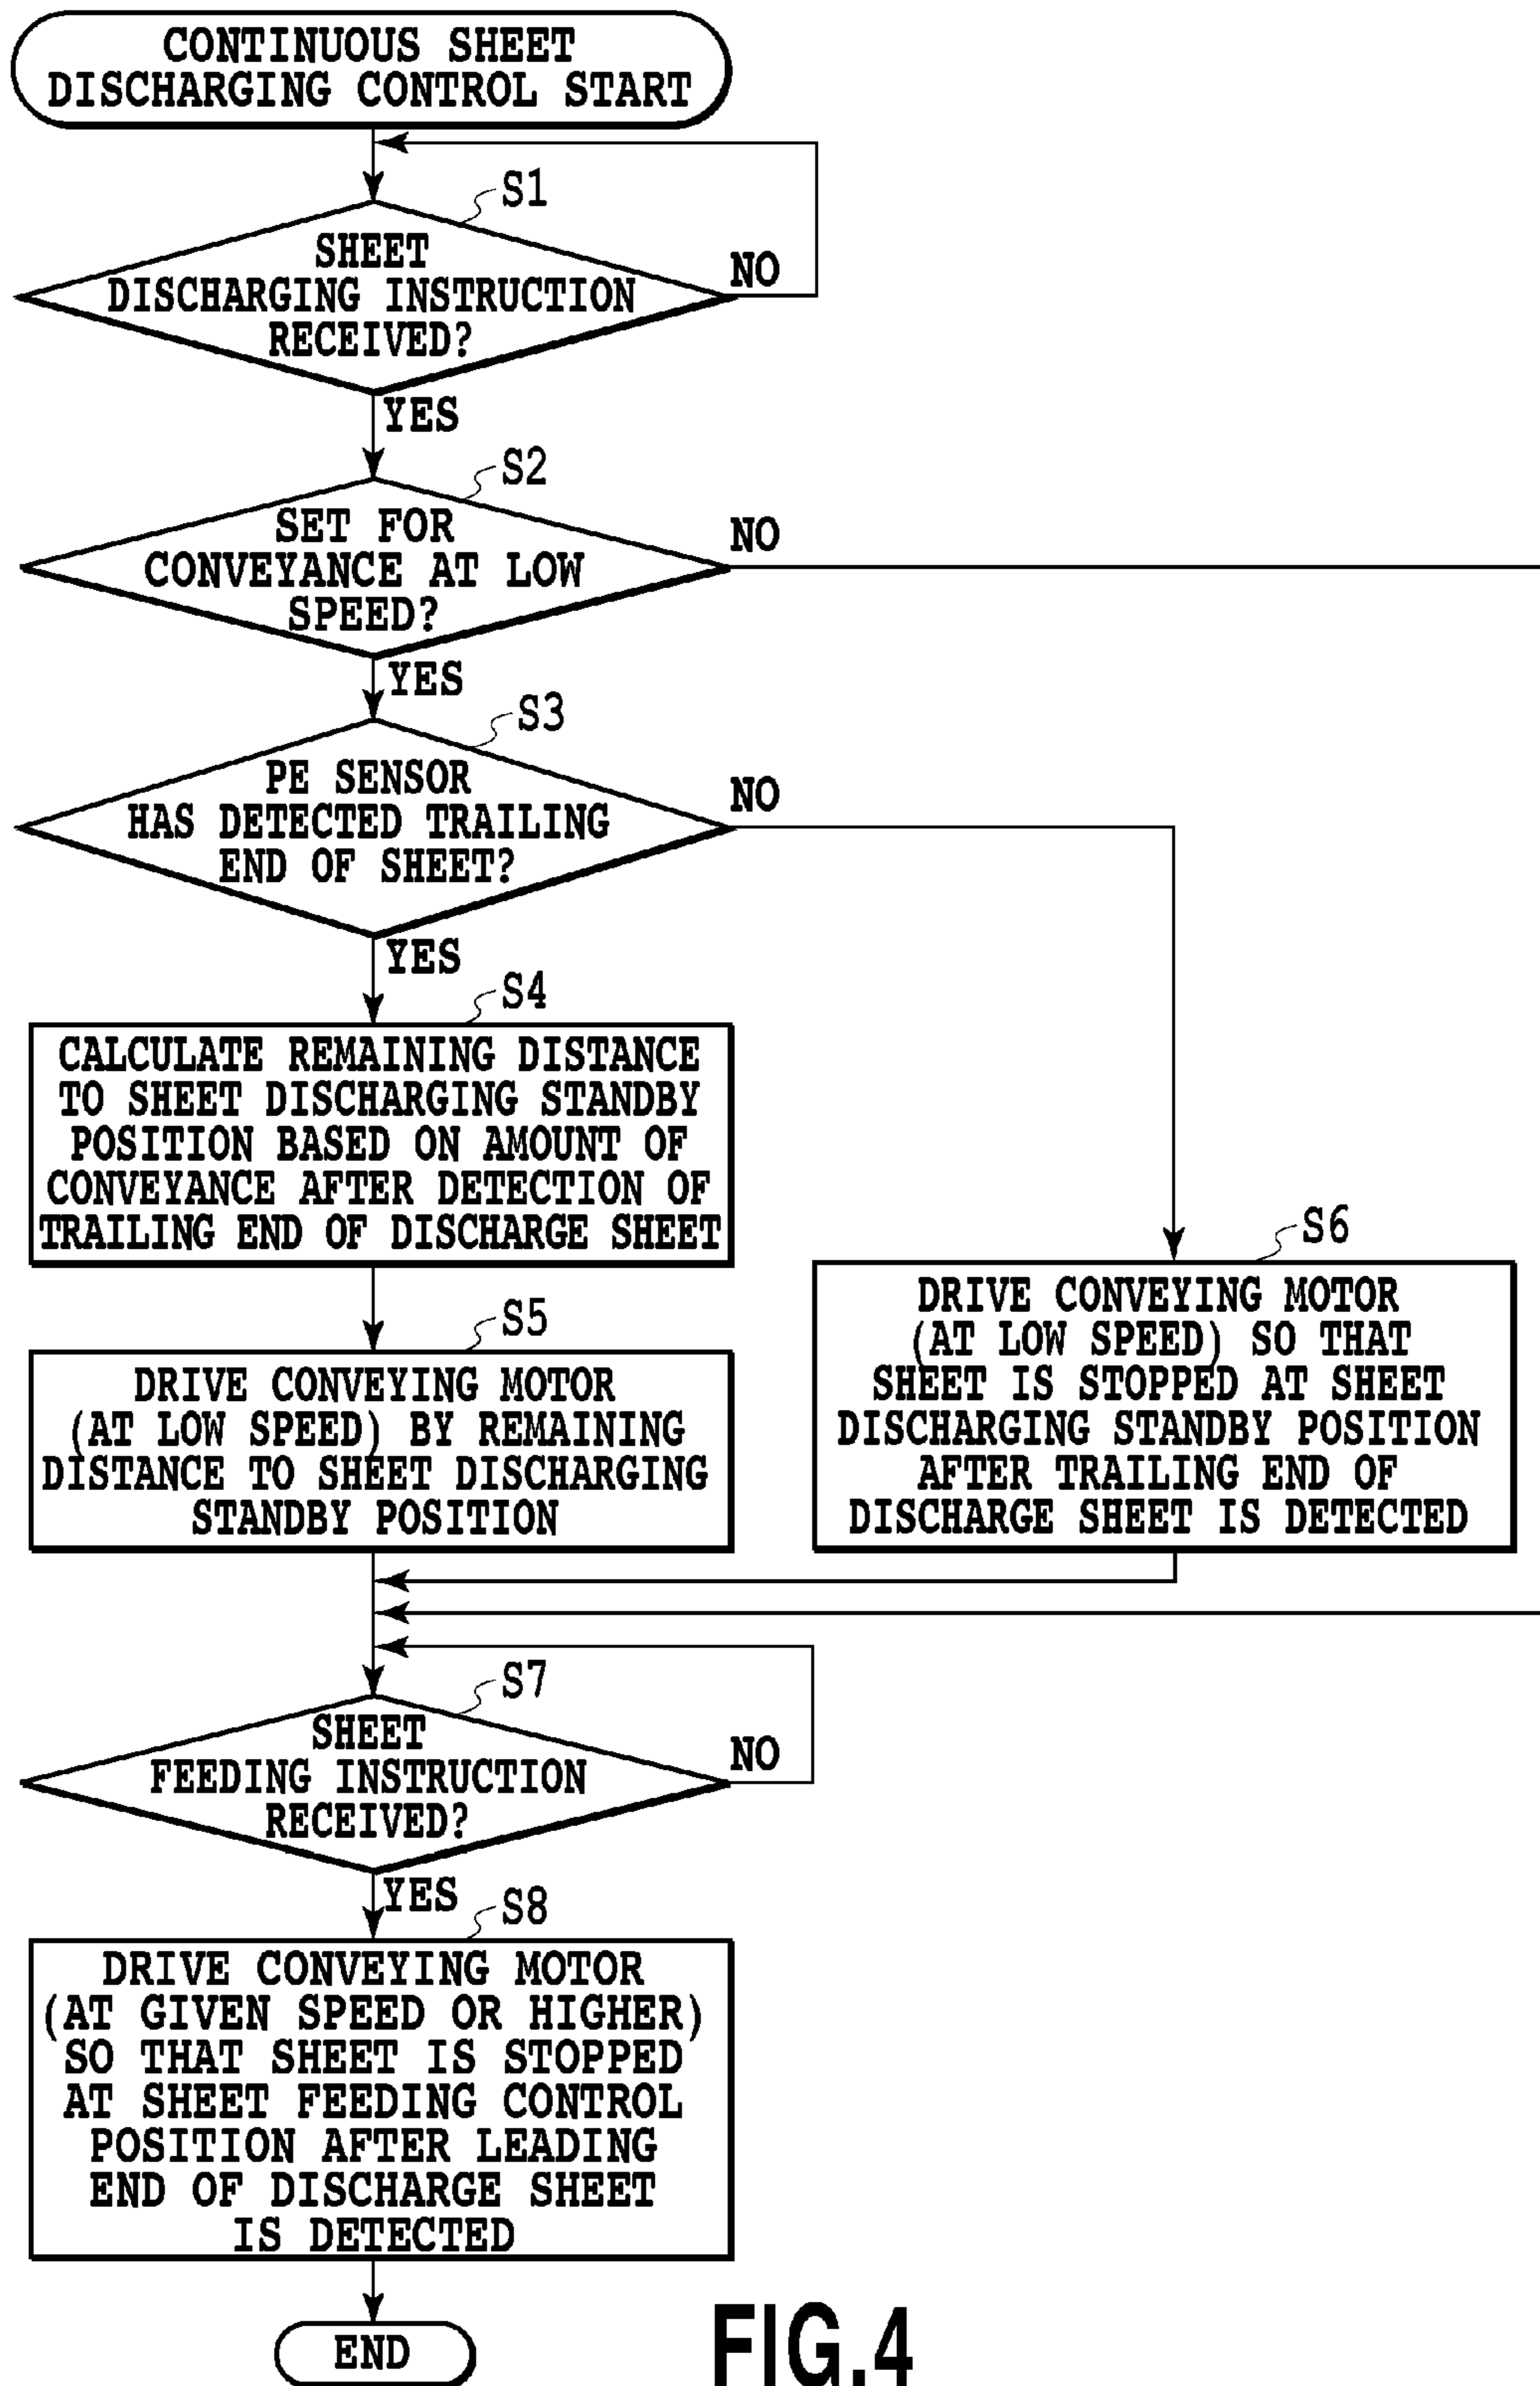 CONTINUOUS SHEET
DISCHARGING CONTROL START
S1
SHEET
DISCHARGING INSTRUCTION
RECEIVED?
NO
YES
S2
SET FOR
CONVEYANCE AT LOW
SPEED?
NO
YES
S3
PE SENSOR
HAS DETECTED TRAILING
END OF SHEET?
NO
YES
S4
CALCULATE REMAINING DISTANCE
TO SHEET DISCHARGING STANDBY
POSITION BASED ON AMOUNT OF
CONVEYANCE AFTER DETECTION OF
TRAILING END OF DISCHARGE SHEET
S5
DRIVE CONVEYING MOTOR
(AT LOW SPEED) BY REMAINING
DISTANCE TO SHEET DISCHARGING
STANDBY POSITION
S6
DRIVE CONVEYING MOTOR
(AT LOW SPEED) SO THAT
SHEET IS STOPPED AT SHEET
DISCHARGING STANDBY POSITION
AFTER TRAILING END OF
DISCHARGE SHEET IS DETECTED
S7
SHEET
FEEDING INSTRUCTION
RECEIVED?
NO
YES
S8
DRIVE CONVEYING MOTOR
(AT GIVEN SPEED OR HIGHER)
SO THAT SHEET IS STOPPED
AT SHEET FEEDING CONTROL
POSITION AFTER LEADING
END OF DISCHARGE SHEET
IS DETECTED
END
FIG.4